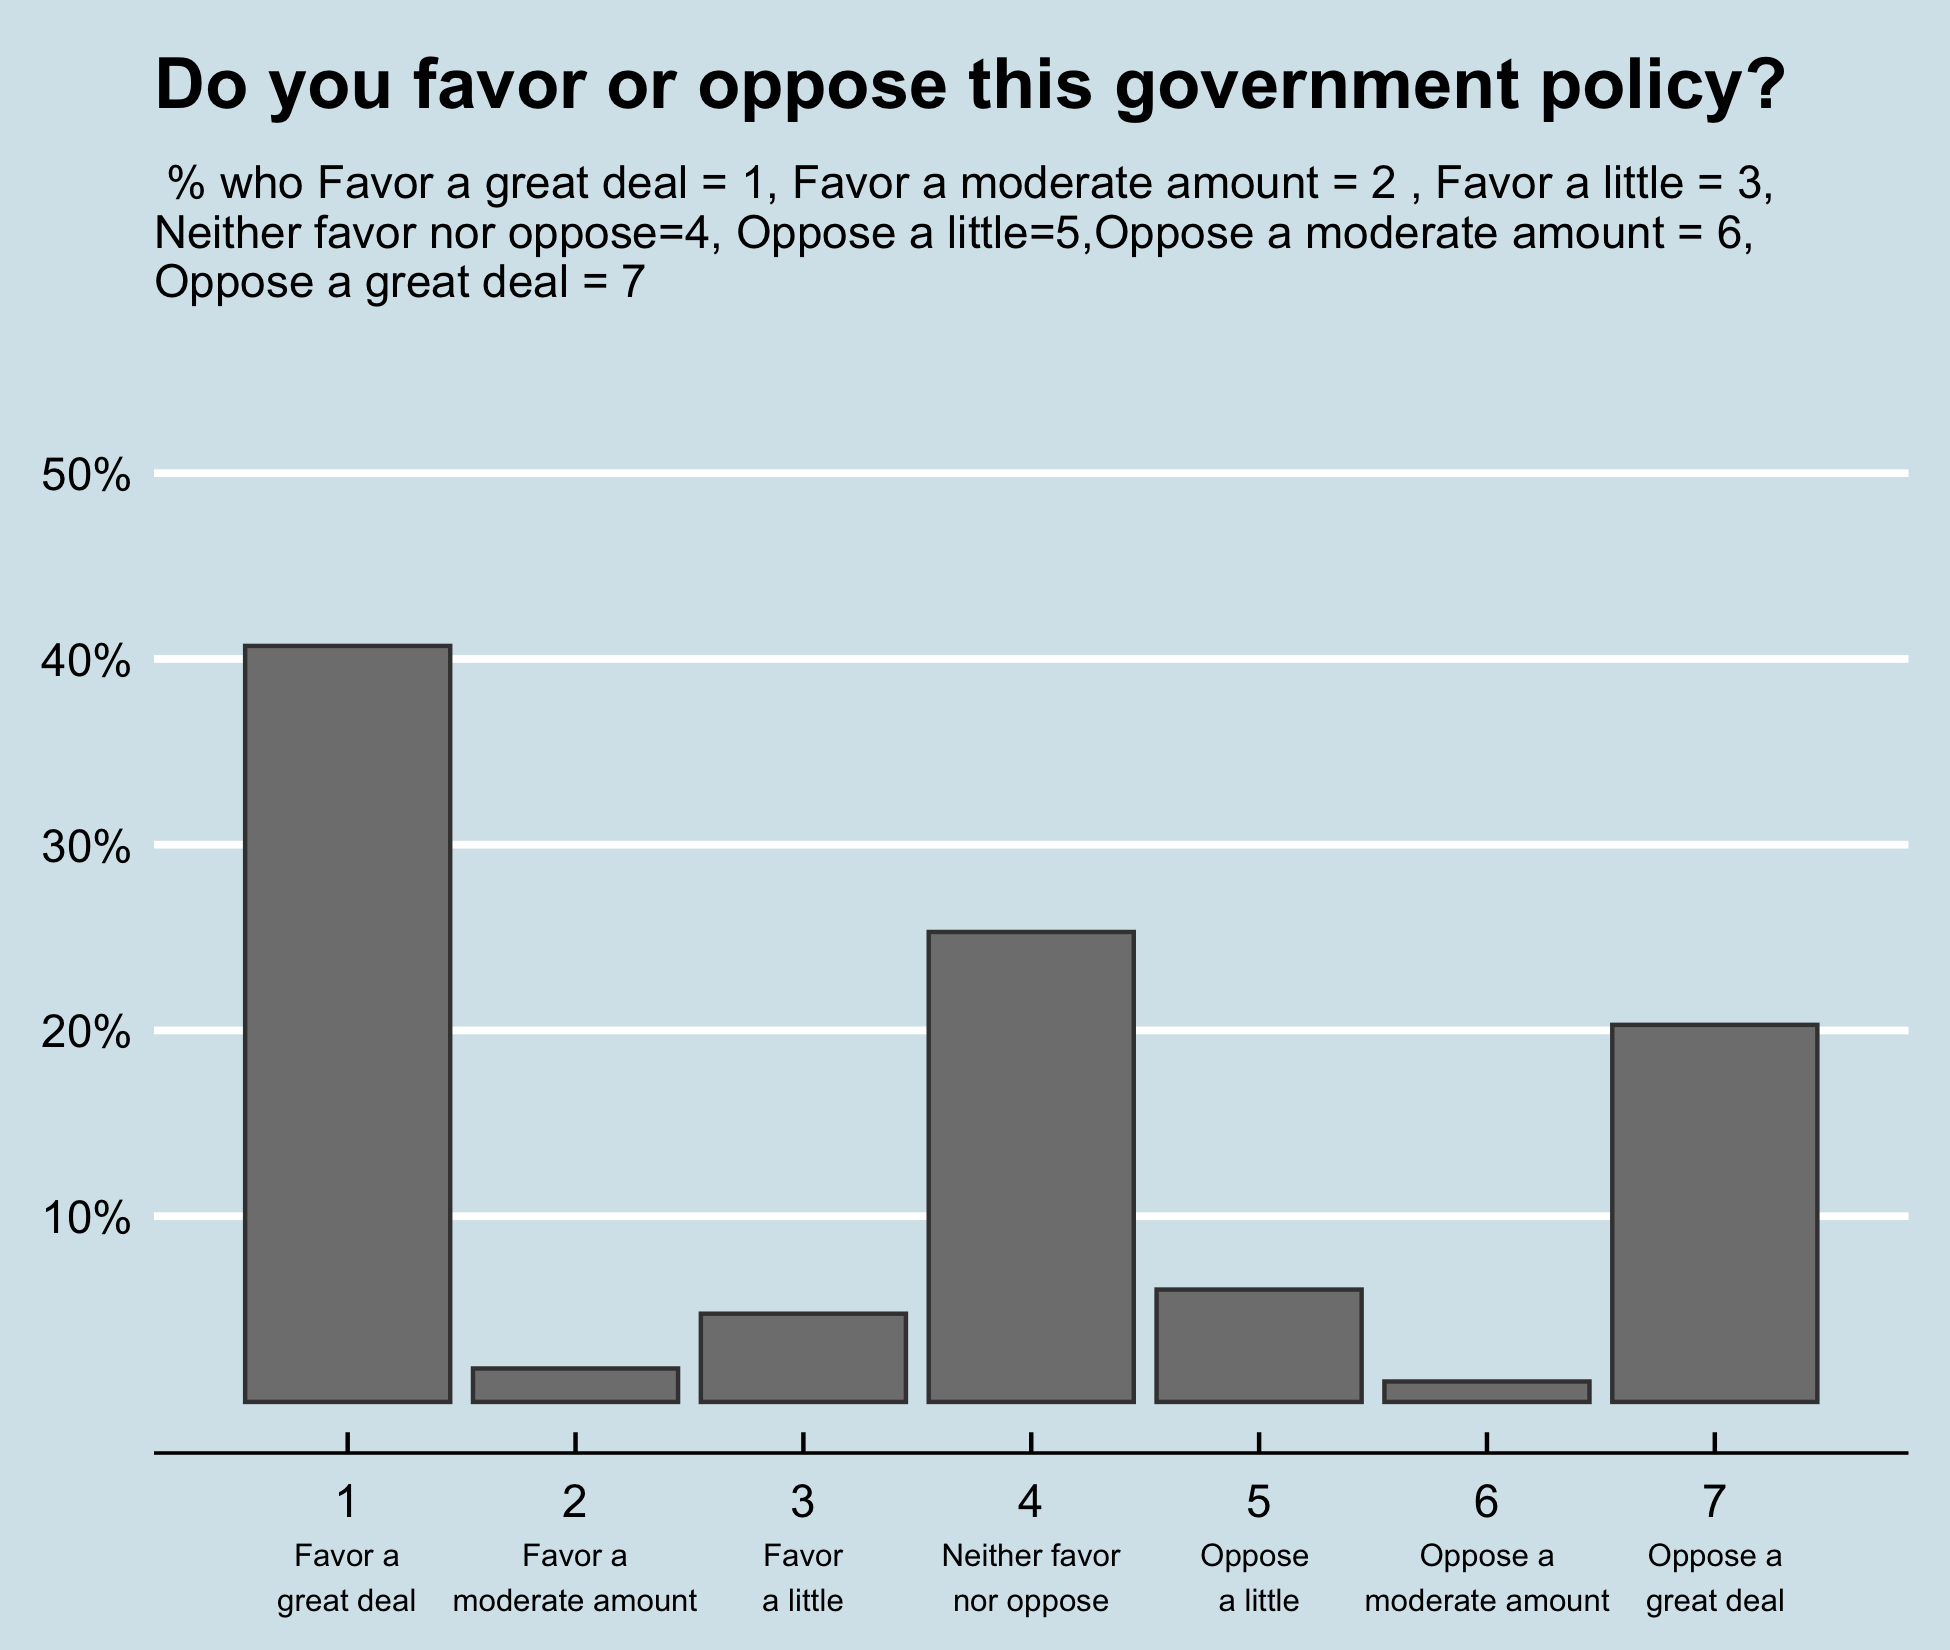 Do you favor or oppose this government policy?
% who Favor a great deal = 1, Favor a moderate amount = 2 , Favor a little = 3,
Neither favor nor oppose=4, Oppose a little=5,Oppose a moderate amount = 6,
Oppose a great deal = 7
50%
40%
30%
20%
10%
1 2 3 4 5 6 7
Favor a Favor a Favor Neither favor Oppose Oppose a Oppose a
great deal moderate amount a little nor oppose a little moderate amount great deal